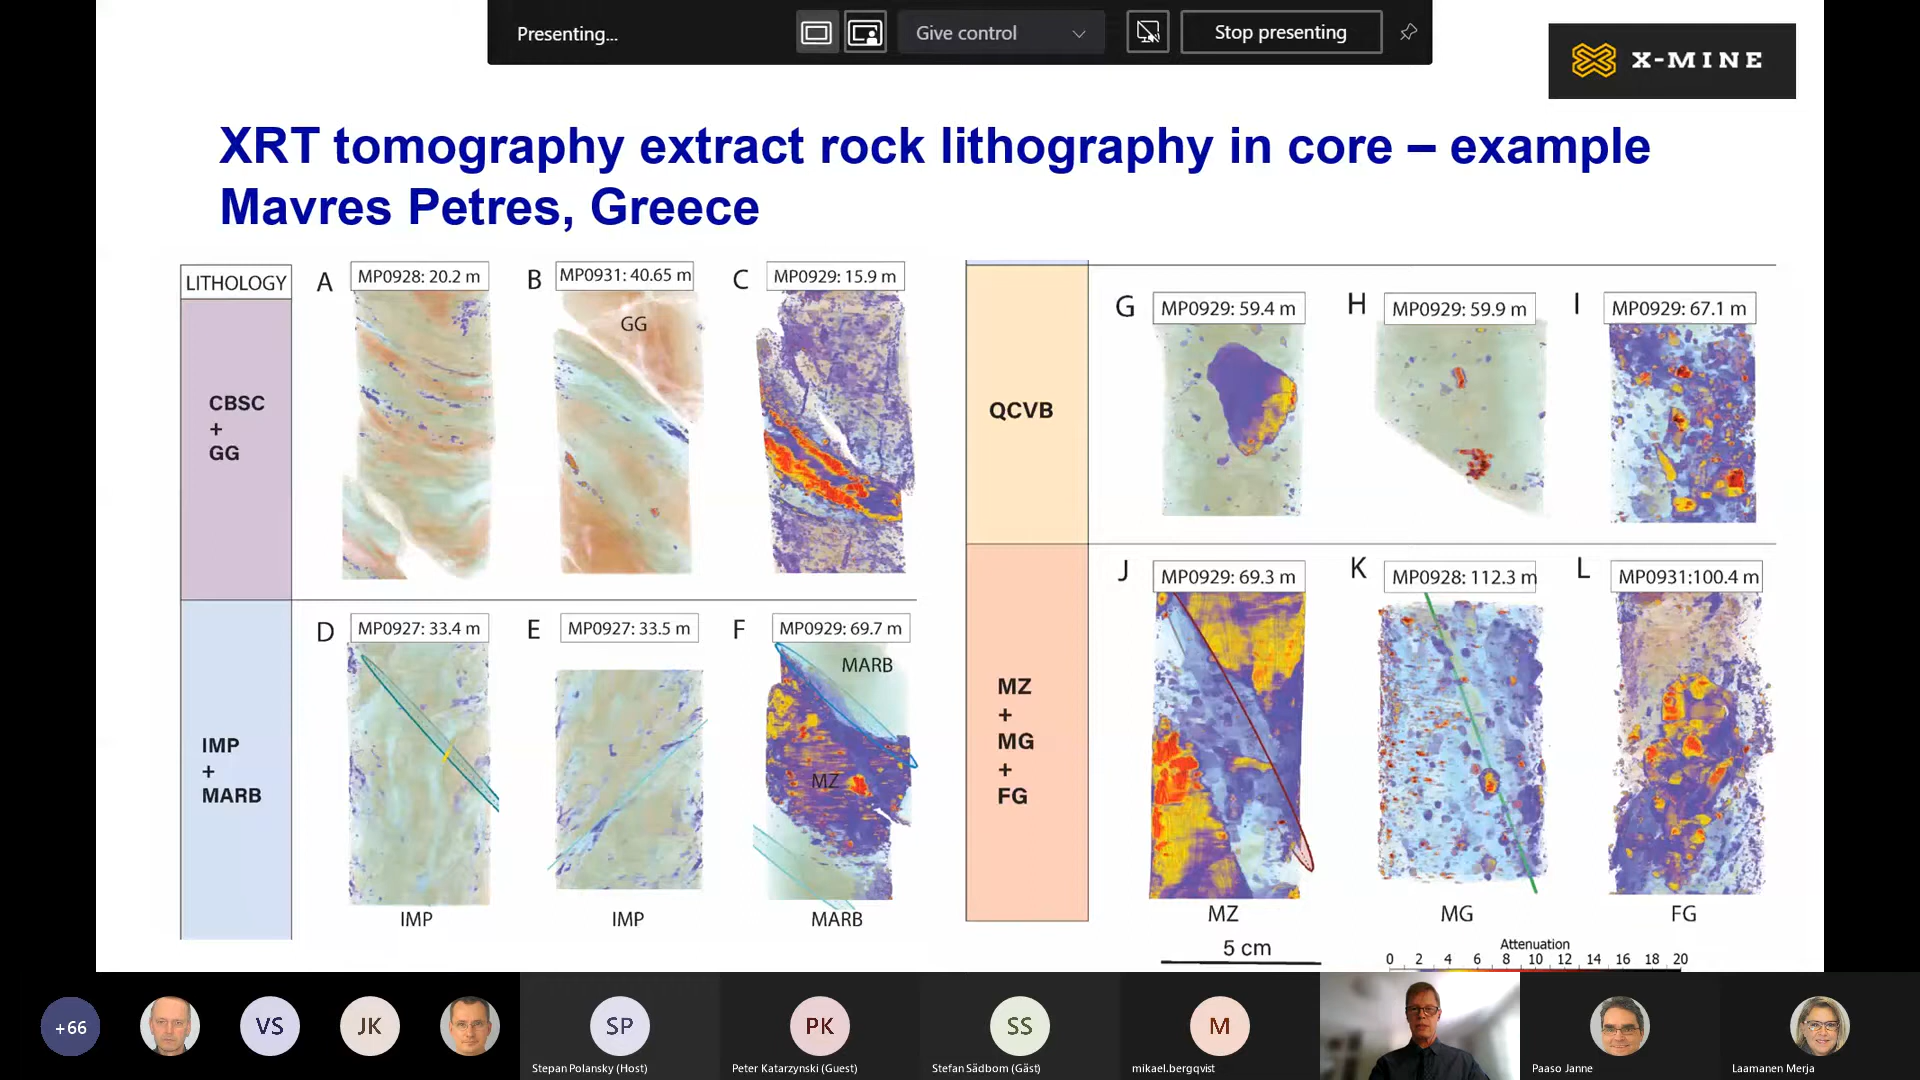 Presenting...
Give control
Stop presenting
X-MINE
XRT tomography extract rock lithography in core – example
Mavres Petres, Greece
LITHOLOGY
A
MP0928: 20.2 m
B
MP0931: 40.65 m
C
MP0929: 15.9 m
GG
CBSC
+
GG
D
MP0927: 33.4 m
E
MP0927: 33.5 m
F
MP0929: 69.7 m
MARB
MZ
IMP
+
MARB
IMP
IMP
MARB
G
MP0929: 59.4 m
H
MP0929: 59.9 m
I
MP0929: 67.1 m
QCVB
J
MP0929: 69.3 m
K
MP0928: 112.3 m
L
MP0931:100.4 m
MZ
+
MG
+
FG
MZ
MG
FG
5 cm
Attenuation
0 2 4 6 8 10 12 14 16 18 20
+66
VS
JK
SP
PK
SS
M
Stepan Polansky (Host)
Peter Katarzynski (Guest)
Stefan Sädbom (Gäst)
mikael.bergqvist
Paaso Janne
Laamanen Merja